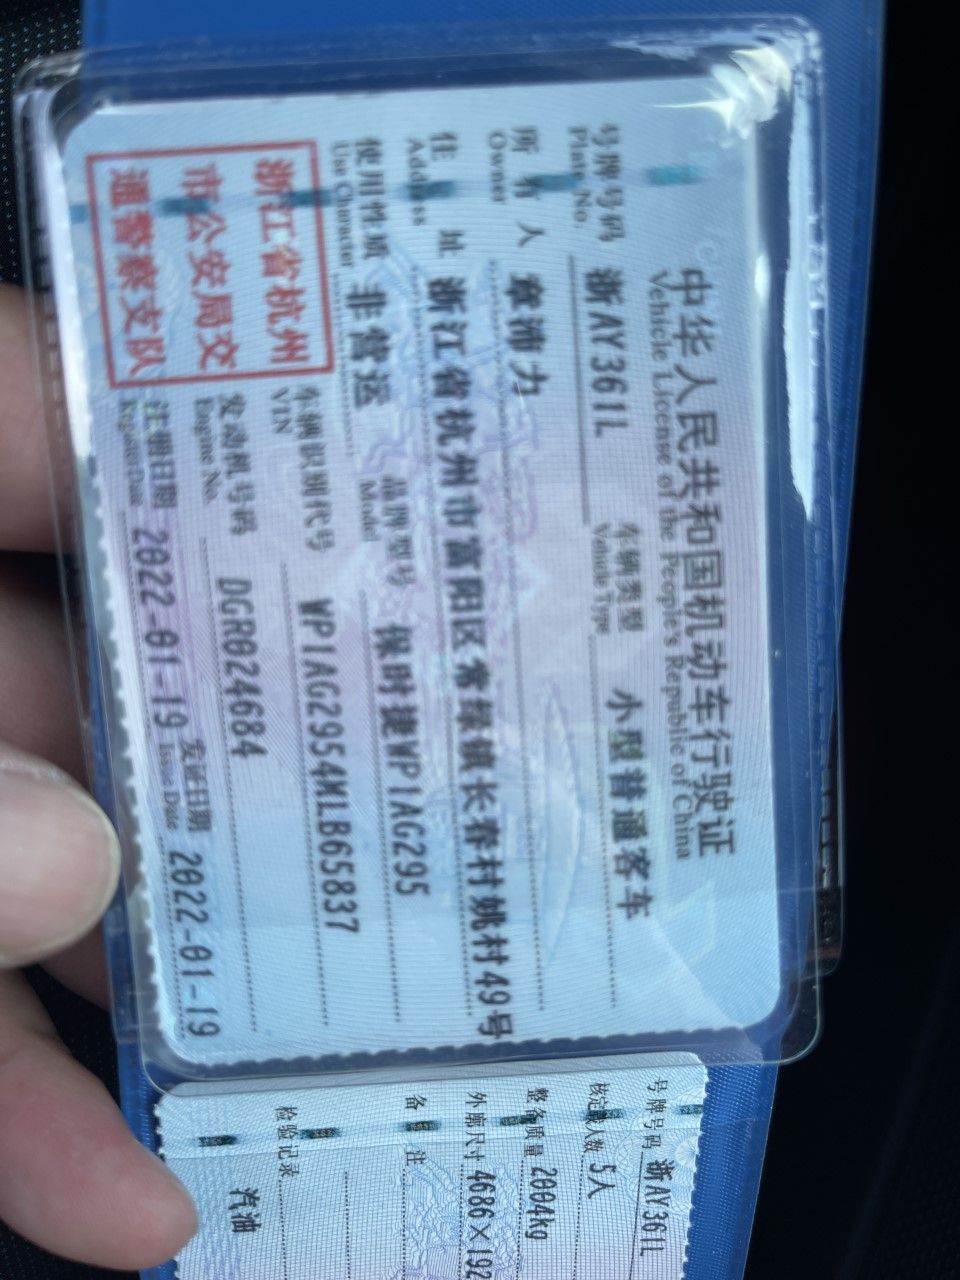 中华人民共和国机动车行驶证
Vehicle License of the People's Republic of China
号牌号码 浙AY361L 车辆类型 小型普通客车
Plate No. Vehicle Type
所有人
Owner
住址 浙江省杭州市富阳区常绿镇长春村姚村49号
Address
使用性质 非营运 品牌型号 保时捷WP1AG295
Use Character Model
车辆识别代号 WP1AG2954MLB65837
VIN
发动机号码 DGR024684
Engine No.
注册日期 2022-01-19 发证日期 2022-01-19
Register Date Issue Date
浙江省杭州
市公安局交
通警察支队
号牌号码 浙AY361L
核定载人数 5人
整备质量 2004kg
外廓尺寸 4686×192
备注
检验记录
汽油